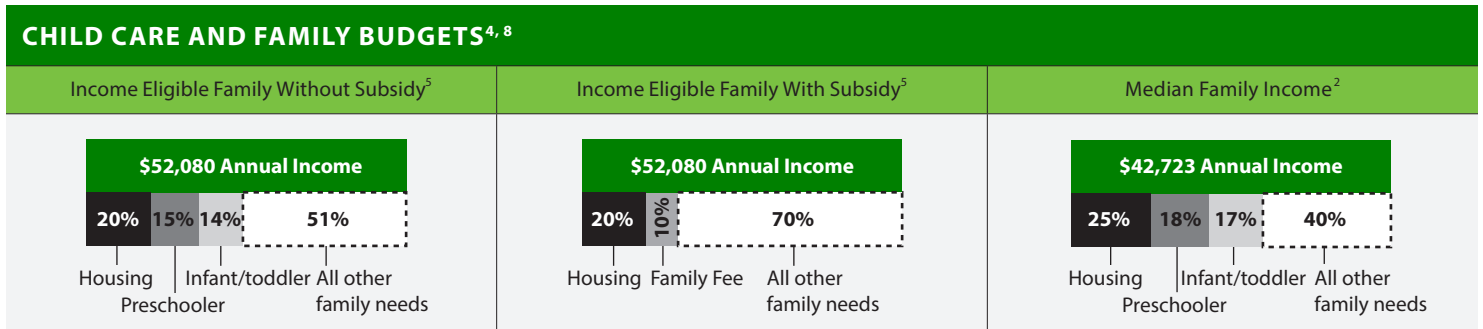 CHILD CARE AND FAMILY BUDGETS4, 8
Income Eligible Family Without Subsidy5
Income Eligible Family With Subsidy5
Median Family Income2
$52,080 Annual Income
20% 15% 14% 51%
Housing Infant/toddler All other
Preschooler family needs
$52,080 Annual Income
20% 10% 70%
Housing Family Fee All other
family needs
$42,723 Annual Income
25% 18% 17% 40%
Housing Infant/toddler All other
Preschooler family needs